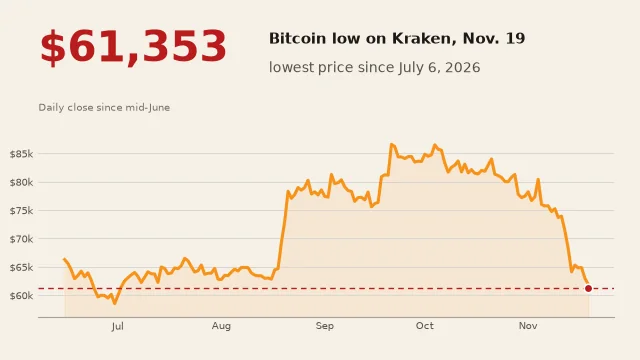 $61,353
Bitcoin low on Kraken, Nov. 19
lowest price since July 6, 2026
Daily close since mid-June
$85k
$80k
$75k
$70k
$65k
$60k
Jul
Aug
Sep
Oct
Nov